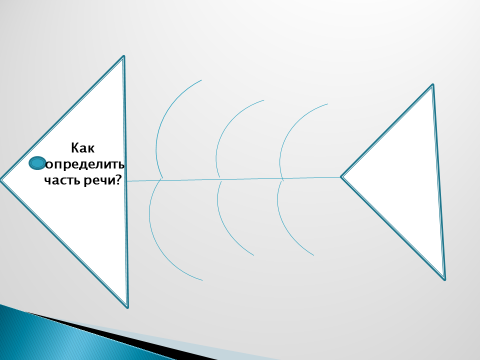 Как
определить
часть речи?